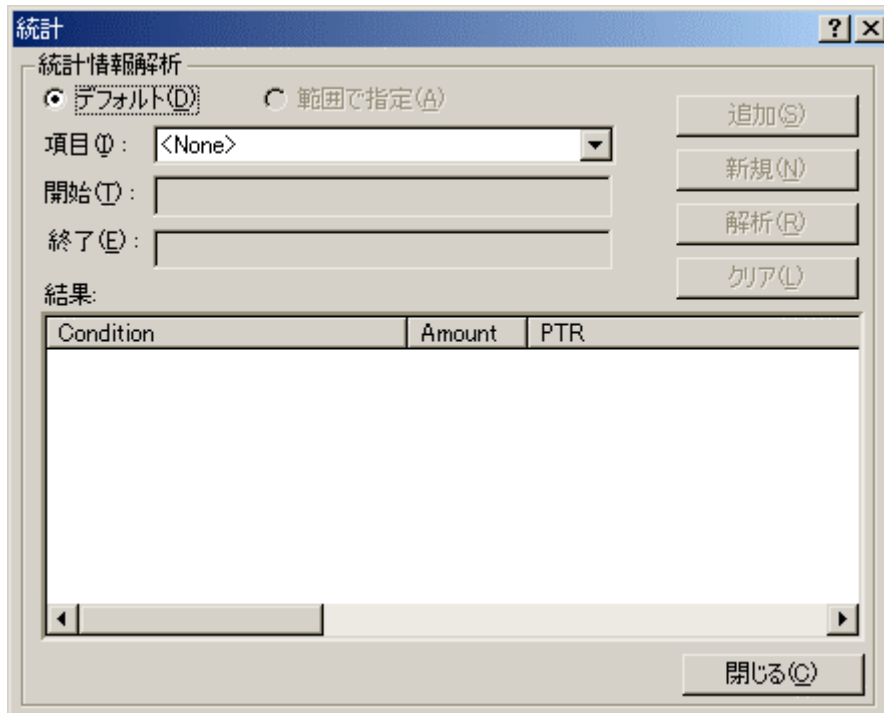 統計
統計情報解析
デフォルト(D) 範囲で指定(A)
追加(S)
項目(I): <None>
新規(N)
開始(T):
解析(R)
終了(E):
クリア(L)
結果:
Condition Amount PTR
閉じる(C)